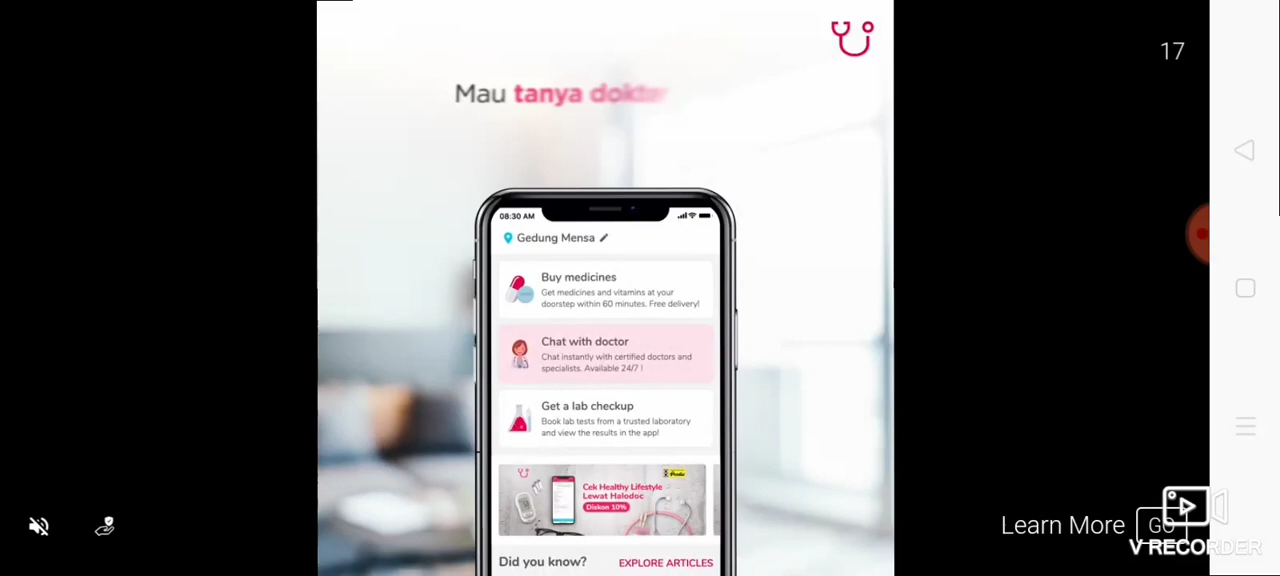 17
Mau tanya dokter
08:30 AM
Gedung Mensa
Buy medicines
Get medicines and vitamins at your
doorstep within 60 minutes. Free delivery!
Chat with doctor
Chat instantly with certified doctors and
specialists. Available 24/7 !
Get a lab checkup
Book lab tests from a trusted laboratory
and view the results in the app!
Cek Healthy Lifestyle
Lewat Halodoc
Diskon 10%
Did you know?
EXPLORE ARTICLES
Learn More
GO
V RECORDER